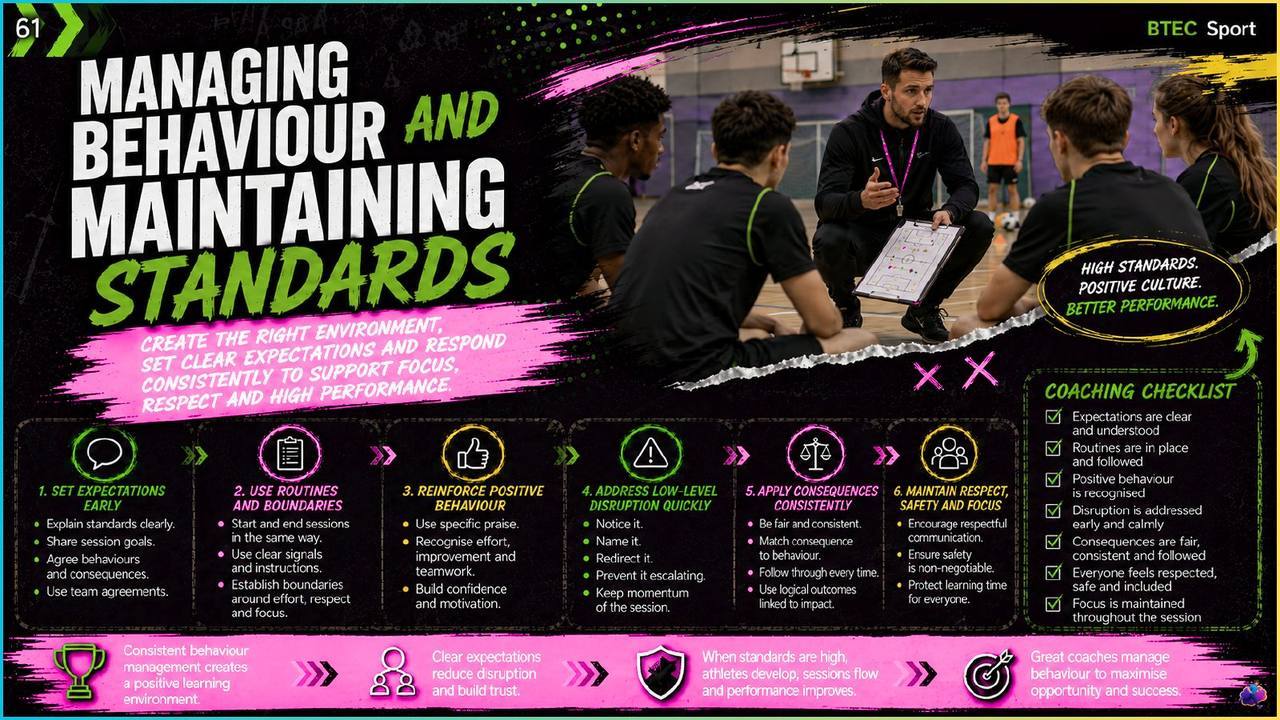 61
BTEC Sport
MANAGING
BEHAVIOUR AND
MAINTAINING
STANDARDS
CREATE THE RIGHT ENVIRONMENT,
SET CLEAR EXPECTATIONS AND RESPOND
CONSISTENTLY TO SUPPORT FOCUS,
RESPECT AND HIGH PERFORMANCE.
HIGH STANDARDS.
POSITIVE CULTURE.
BETTER PERFORMANCE.
1. SET EXPECTATIONS
EARLY
Explain standards clearly.
Share session goals.
Agree behaviours
and consequences.
Use team agreements.
2. USE ROUTINES
AND BOUNDARIES
Start and end sessions
in the same way.
Use clear signals
and instructions.
Establish boundaries
around effort, respect
and focus.
3. REINFORCE POSITIVE
BEHAVIOUR
Use specific praise.
Recognise effort,
improvement and
teamwork.
Build confidence
and motivation.
4. ADDRESS LOW-LEVEL
DISRUPTION QUICKLY
Notice it.
Name it.
Redirect it.
Prevent it escalating.
Keep momentum
of the session.
5. APPLY CONSEQUENCES
CONSISTENTLY
Be fair and consistent.
Match consequence
to behaviour.
Follow through every time.
Use logical outcomes
linked to impact.
6. MAINTAIN RESPECT,
SAFETY AND FOCUS
Encourage respectful
communication.
Ensure safety
is non-negotiable.
Protect learning time
for everyone.
COACHING CHECKLIST
Expectations are clear
and understood
Routines are in place
and followed
Positive behaviour
is recognised
Disruption is addressed
early and calmly
Consequences are fair,
consistent and followed
Everyone feels respected,
safe and included
Focus is maintained
throughout the session
Consistent behaviour
management creates
a positive learning
environment.
Clear expectations
reduce disruption
and build trust.
When standards are high,
athletes develop, sessions flow
and performance improves.
Great coaches manage
behaviour to maximise
opportunity and success.